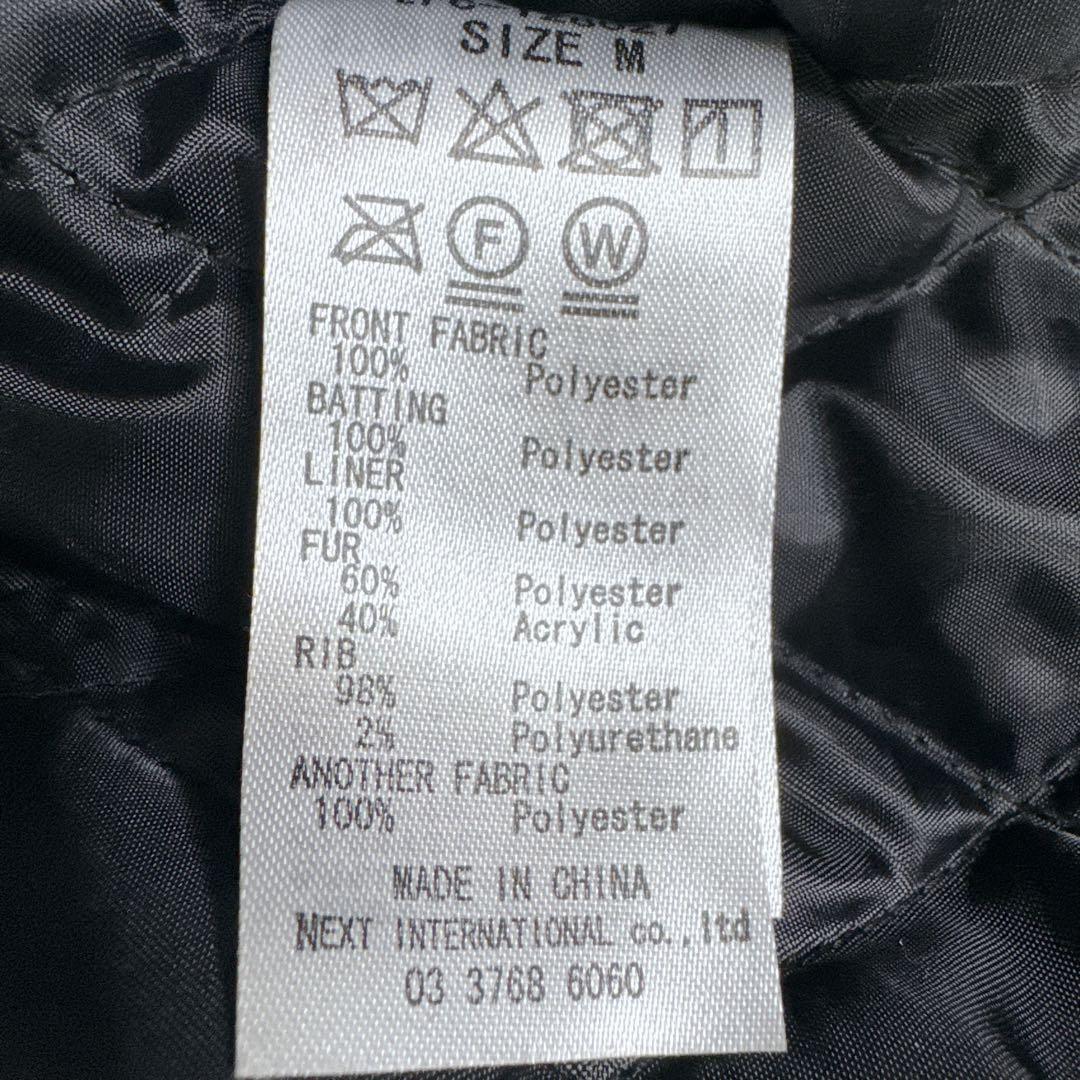 SIZE M
F W
FRONT FABRIC
100% Polyester
BATTING
100% Polyester
LINER
100% Polyester
FUR
60% Polyester
40% Acrylic
RIB
98% Polyester
2% Polyurethane
ANOTHER FABRIC
100% Polyester
MADE IN CHINA
NEXT INTERNATIONAL co.,ltd
03 3768 6060